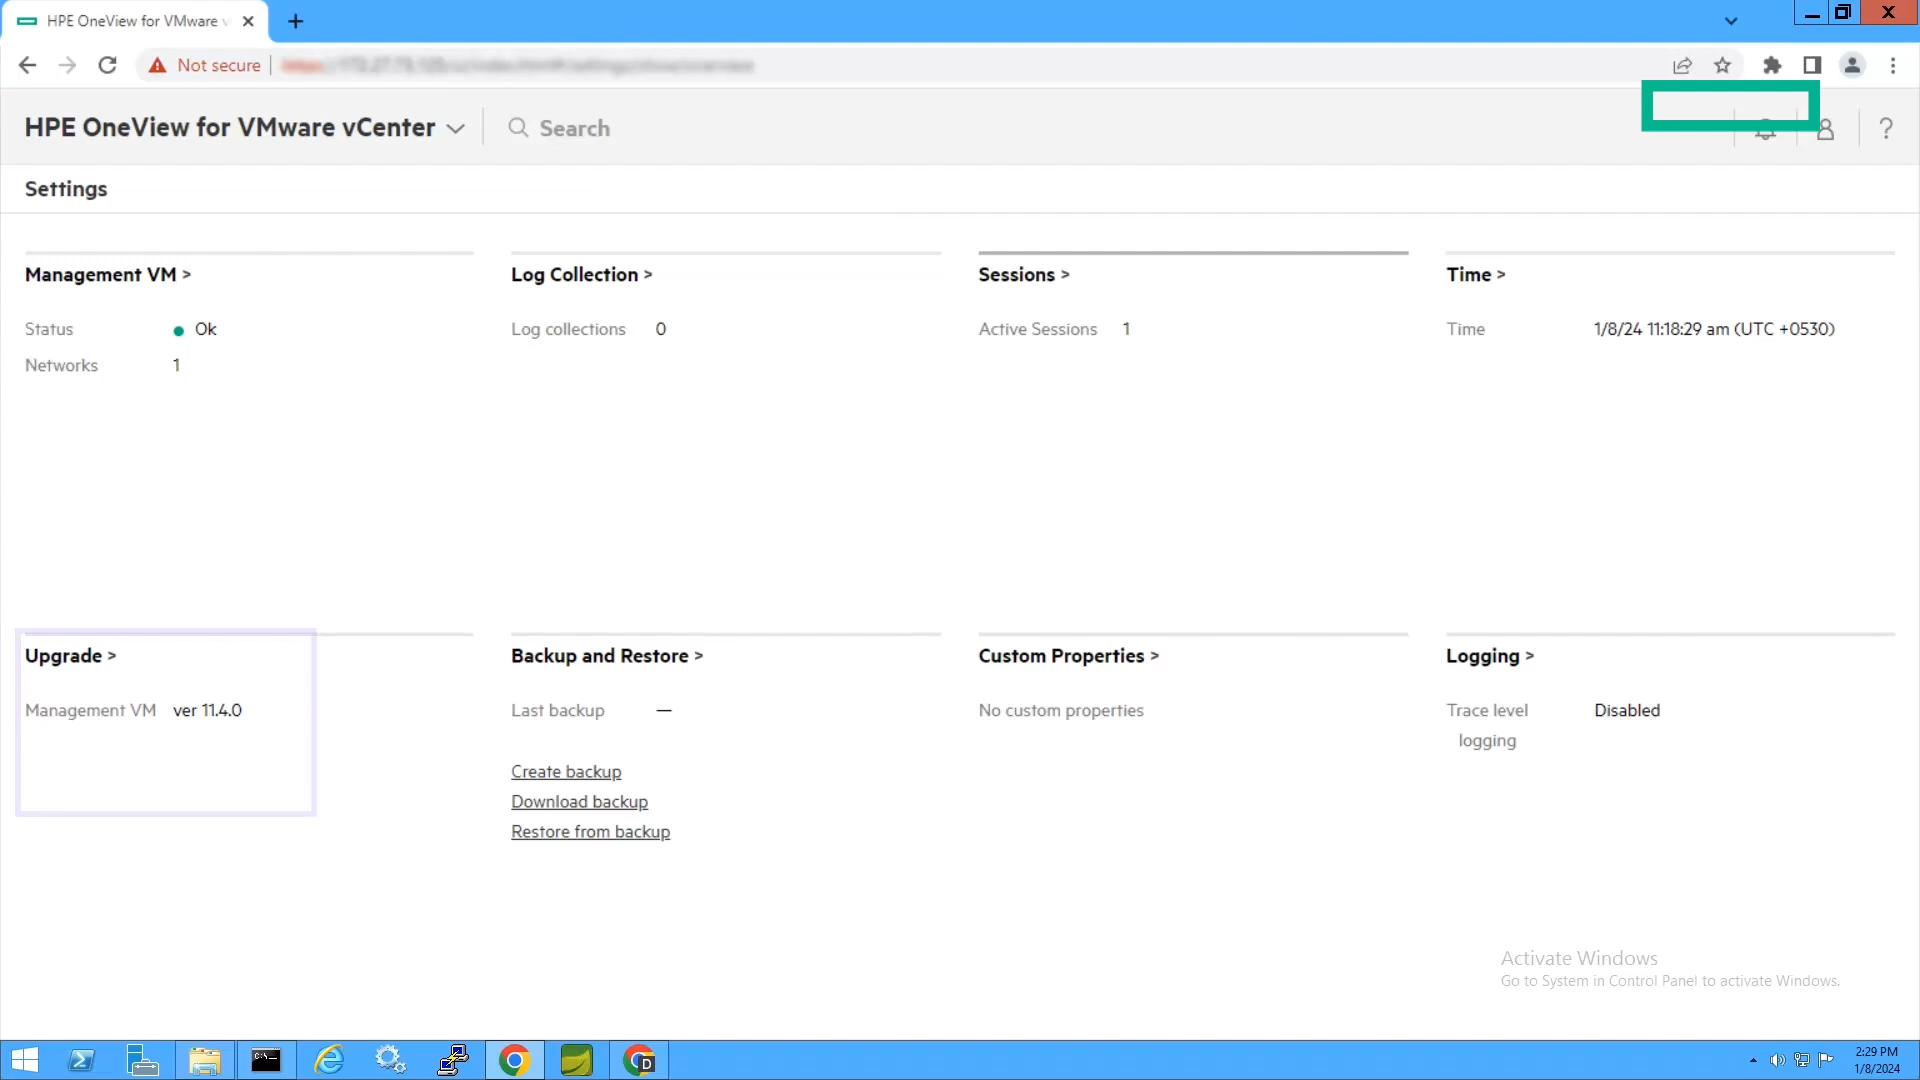 HPE OneView for VMware v
Not secure
HPE OneView for VMware vCenter
Search
?
Settings
Management VM >
Status Ok
Networks 1
Log Collection >
Log collections 0
Sessions >
Active Sessions 1
Time >
Time 1/8/24 11:18:29 am (UTC +0530)
Upgrade >
Management VM ver 11.4.0
Backup and Restore >
Last backup —
Create backup
Download backup
Restore from backup
Custom Properties >
No custom properties
Logging >
Trace level Disabled
logging
Activate Windows
Go to System in Control Panel to activate Windows.
2:29 PM
1/8/2024